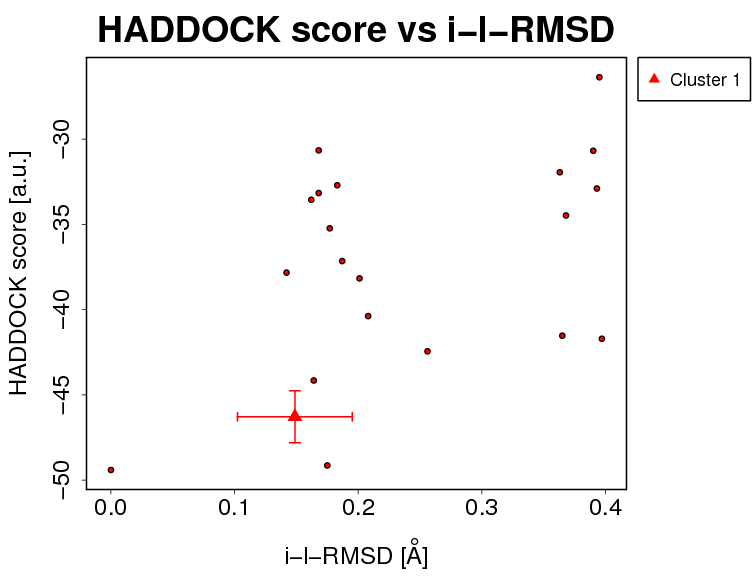 HADDOCK score vs i−l−RMSD
Cluster 1
HADDOCK score [a.u.]
−30
−35
−40
−45
−50
0.0 0.1 0.2 0.3 0.4
i−l−RMSD [Å]